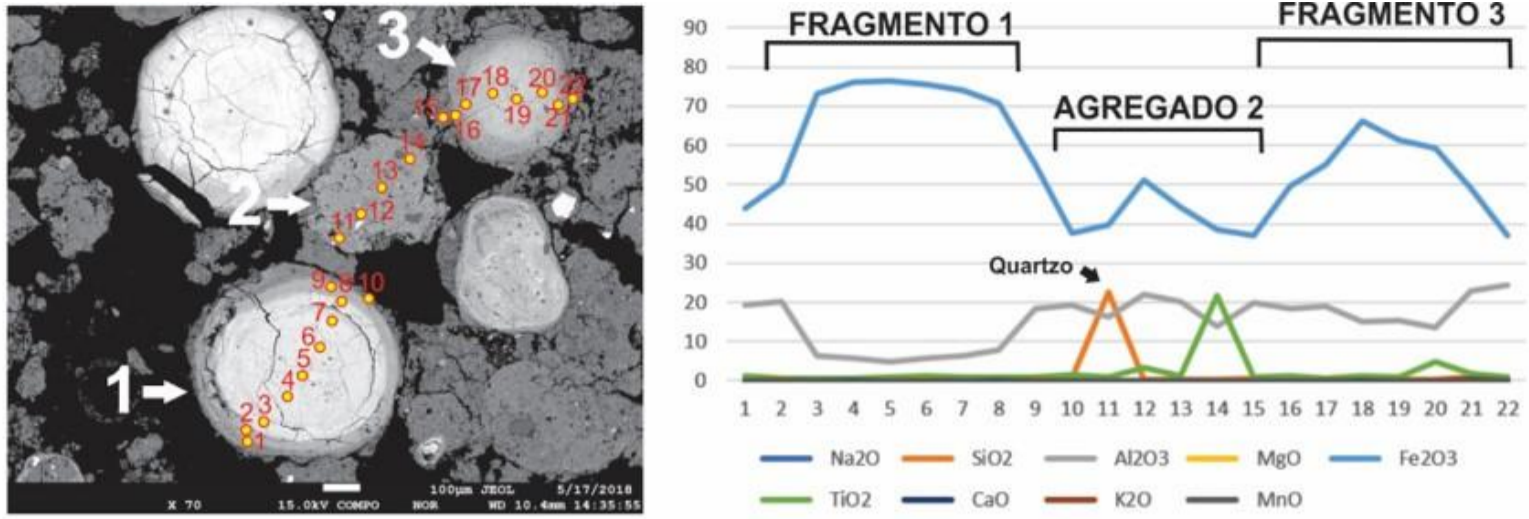 3
17 18 20 22
15 16 19 21
14
13
2
11 12
9 8 10
7
6
5
1
4
2 3
1
100μm JEOL 5/17/2018
X 70 15.0kV COMPO NOR WD 10.4mm 14:35:55
FRAGMENTO 1
FRAGMENTO 3
AGREGADO 2
Quartzo
90
80
70
60
50
40
30
20
10
0
1 2 3 4 5 6 7 8 9 10 11 12 13 14 15 16 17 18 19 20 21 22
Na2O SiO2 Al2O3 MgO Fe2O3
TiO2 CaO K2O MnO